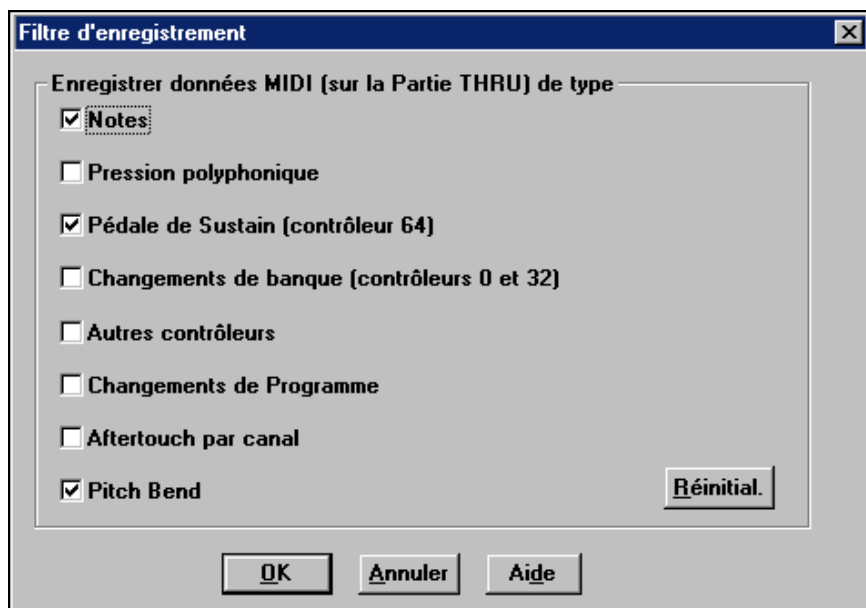 Filtre d'enregistrement
Enregistrer données MIDI (sur la Partie THRU) de type
Notes
Pression polyphonique
Pédale de Sustain (contrôleur 64)
Changements de banque (contrôleurs 0 et 32)
Autres contrôleurs
Changements de Programme
Aftertouch par canal
Pitch Bend
Réinitial.
OK
Annuler
Aide